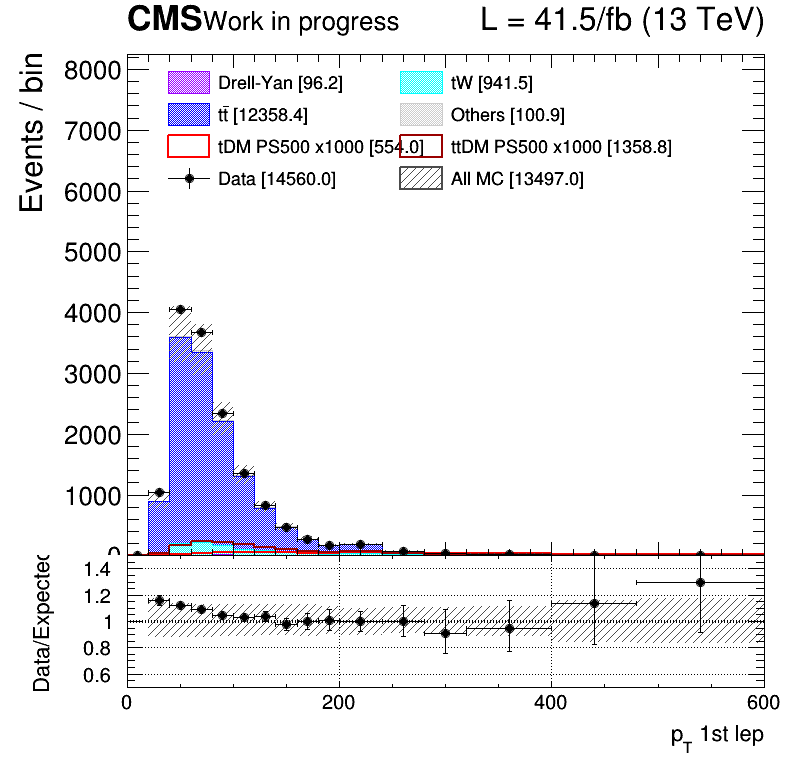 CMS Work in progress L = 41.5/fb (13 TeV)
Events / bin
8000
7000
6000
5000
4000
3000
2000
1000
0
Drell-Yan [96.2] tW [941.5]
tt̄ [12358.4] Others [100.9]
tDM PS500 x1000 [554.0] ttDM PS500 x1000 [1358.8]
Data [14560.0] All MC [13497.0]
Data/Expected
1.4
1.2
1
0.8
0.6
0 200 400 600
p_T 1st lep